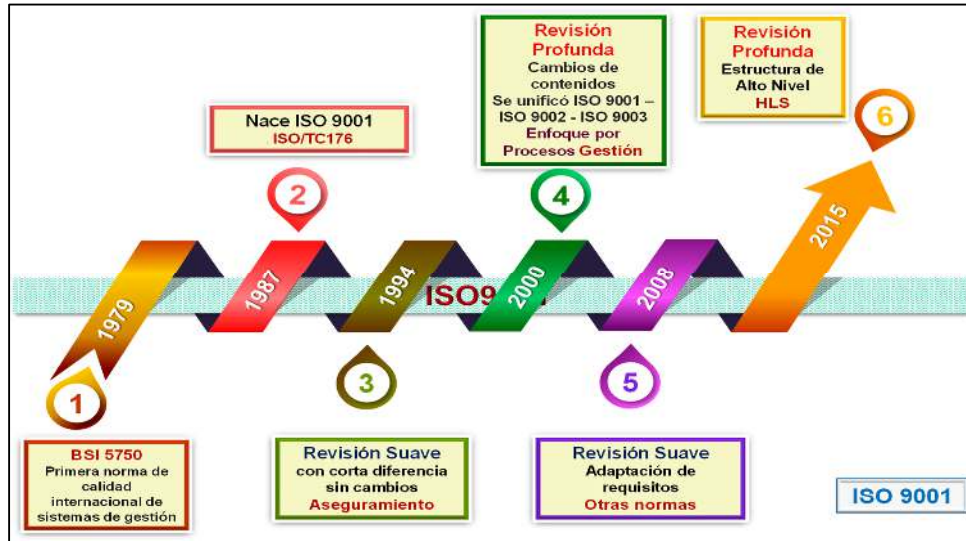 Revisión
Profunda
Cambios de
contenidos
Se unificó ISO 9001 –
ISO 9002 - ISO 9003
Enfoque por
Procesos Gestión
Revisión
Profunda
Estructura de
Alto Nivel
HLS
6
Nace ISO 9001
ISO/TC176
2
4
1979
1987
1994
2000
2008
2015
1
3
5
BSI 5750
Primera norma de
calidad
internacional de
sistemas de gestión
Revisión Suave
con corta diferencia
sin cambios
Aseguramiento
Revisión Suave
Adaptación de
requisitos
Otras normas
ISO 9001